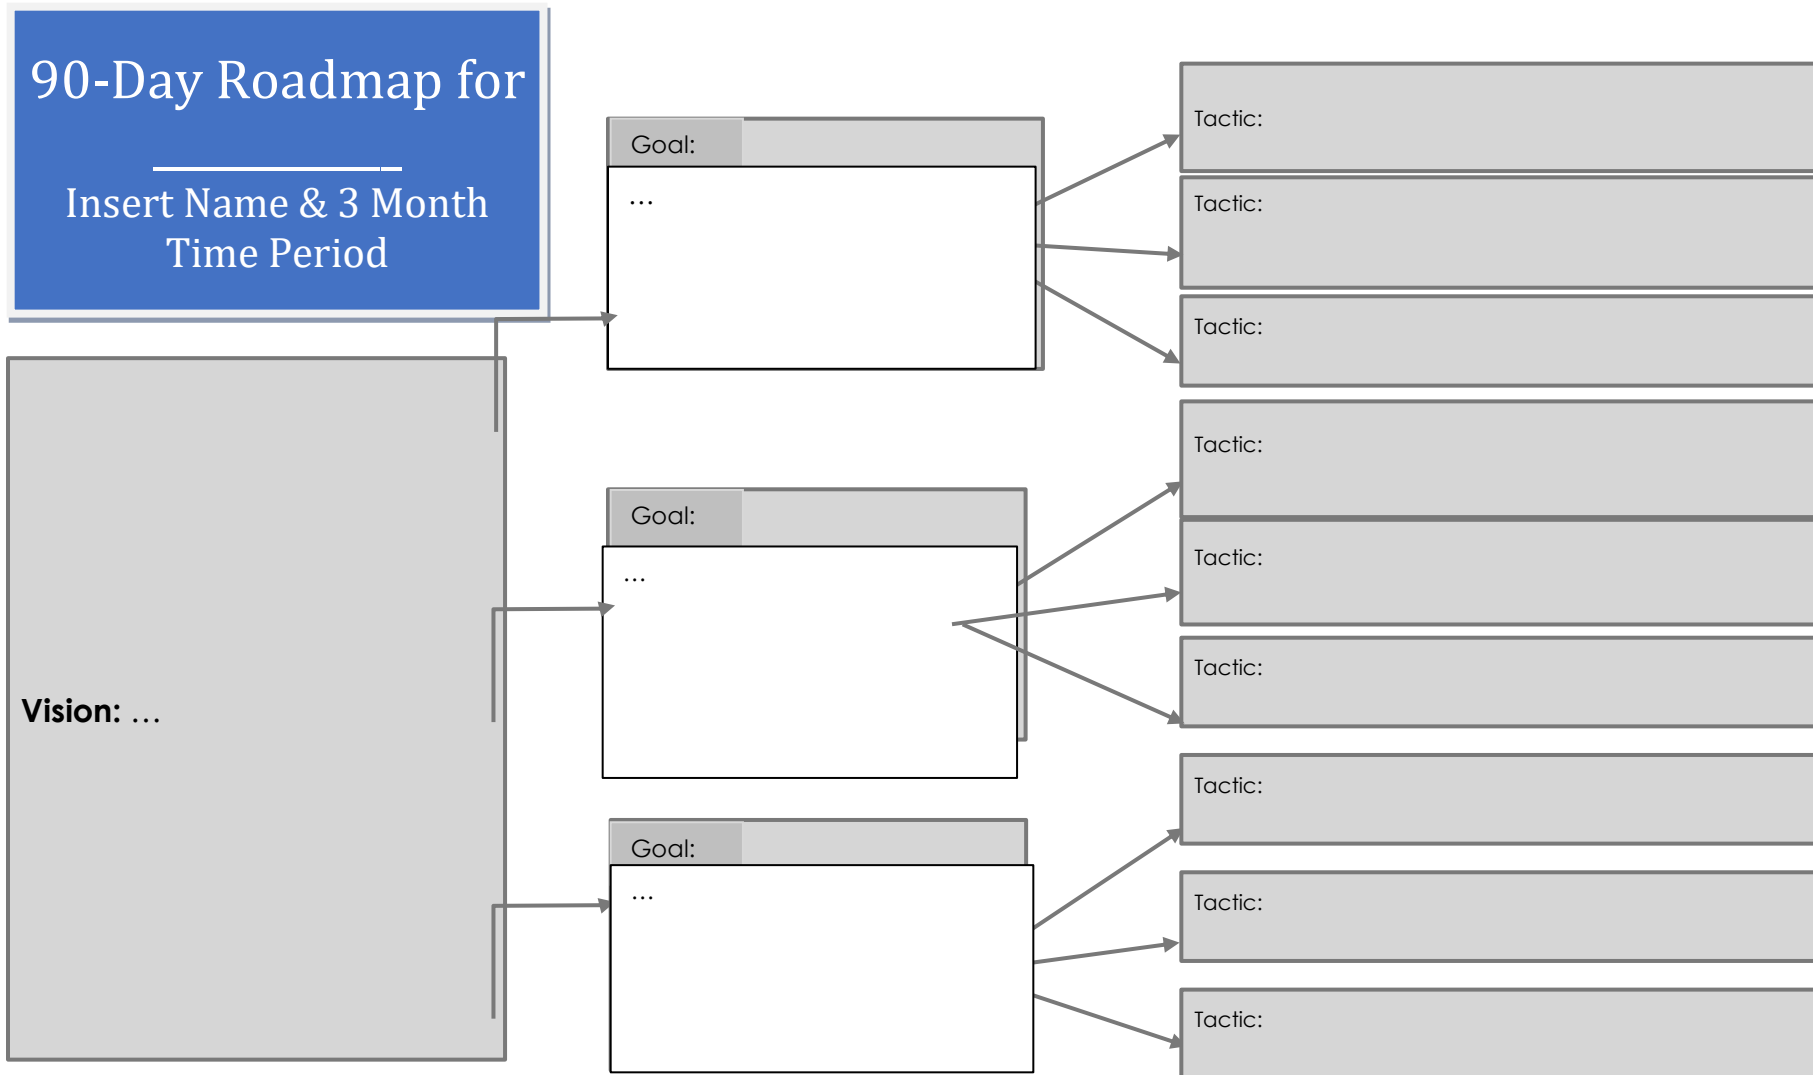 90-Day Roadmap for
Insert Name & 3 Month
Time Period
Vision: …
Goal:
…
Tactic:
Tactic:
Tactic:
Goal:
…
Tactic:
Tactic:
Tactic:
Goal:
…
Tactic:
Tactic:
Tactic: